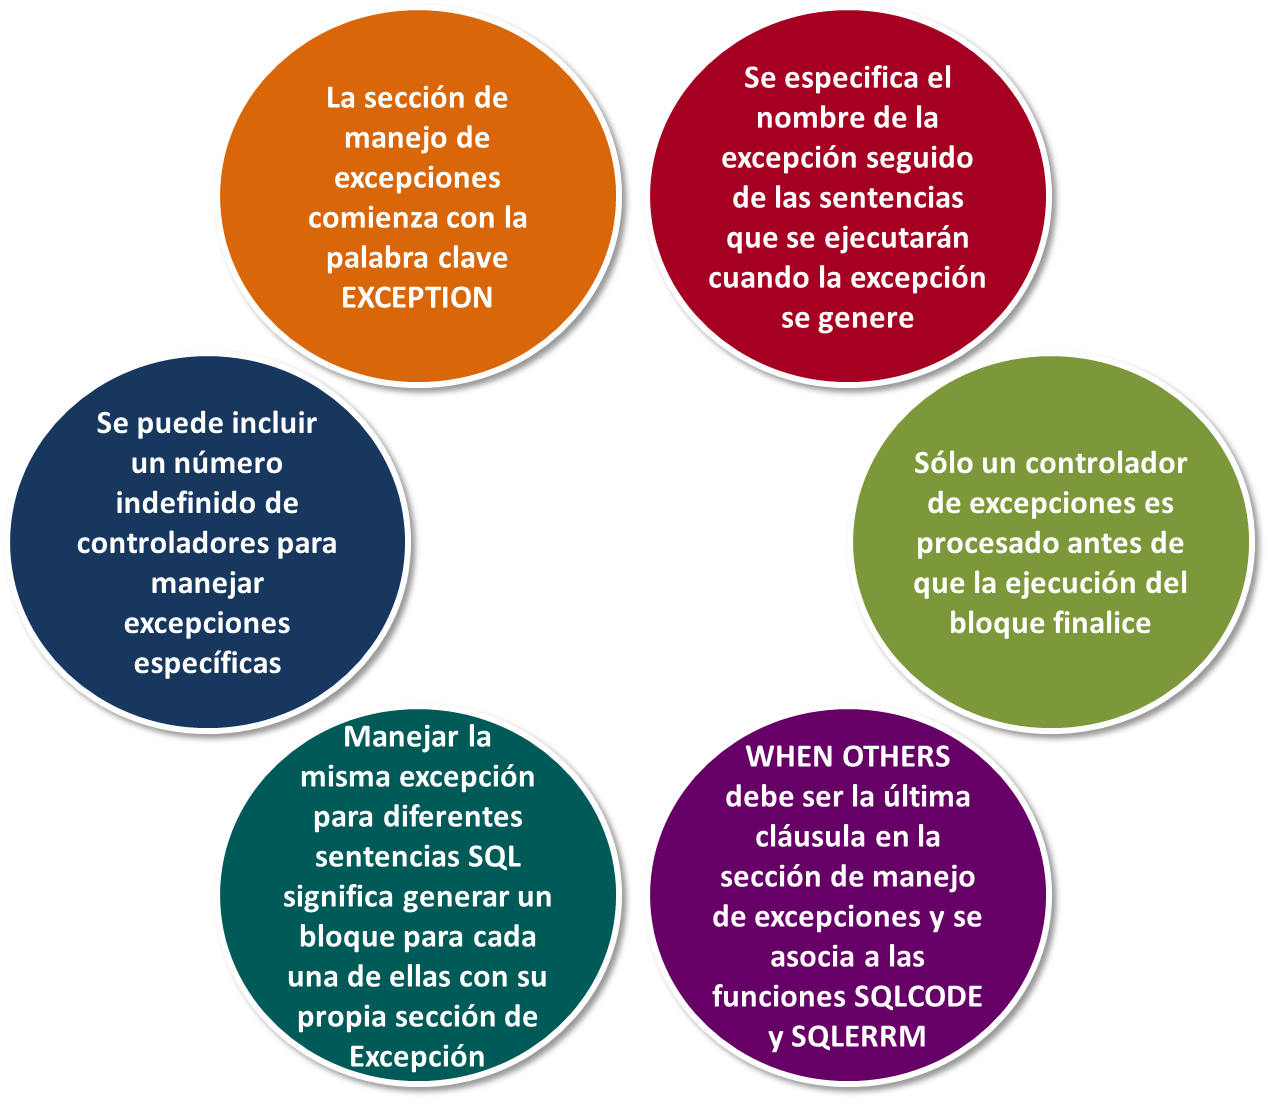 La sección de
manejo de
excepciones
comienza con la
palabra clave
EXCEPTION
Se especifica el
nombre de la
excepción seguido
de las sentencias
que se ejecutarán
cuando la excepción
se genere
Se puede incluir
un número
indefinido de
controladores para
manejar
excepciones
específicas
Sólo un controlador
de excepciones es
procesado antes de
que la ejecución del
bloque finalice
Manejar la
misma excepción
para diferentes
sentencias SQL
significa generar un
bloque para cada
una de ellas con su
propia sección de
Excepción
WHEN OTHERS
debe ser la última
cláusula en la
sección de manejo
de excepciones y se
asocia a las
funciones SQLCODE
y SQLERRM